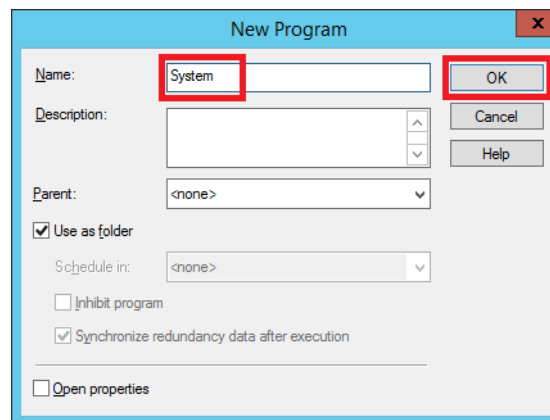 New Program
x
Name:
System
OK
Description:
Cancel
Help
Parent:
<none>
Use as folder
Schedule in:
<none>
Inhibit program
Synchronize redundancy data after execution
Open properties